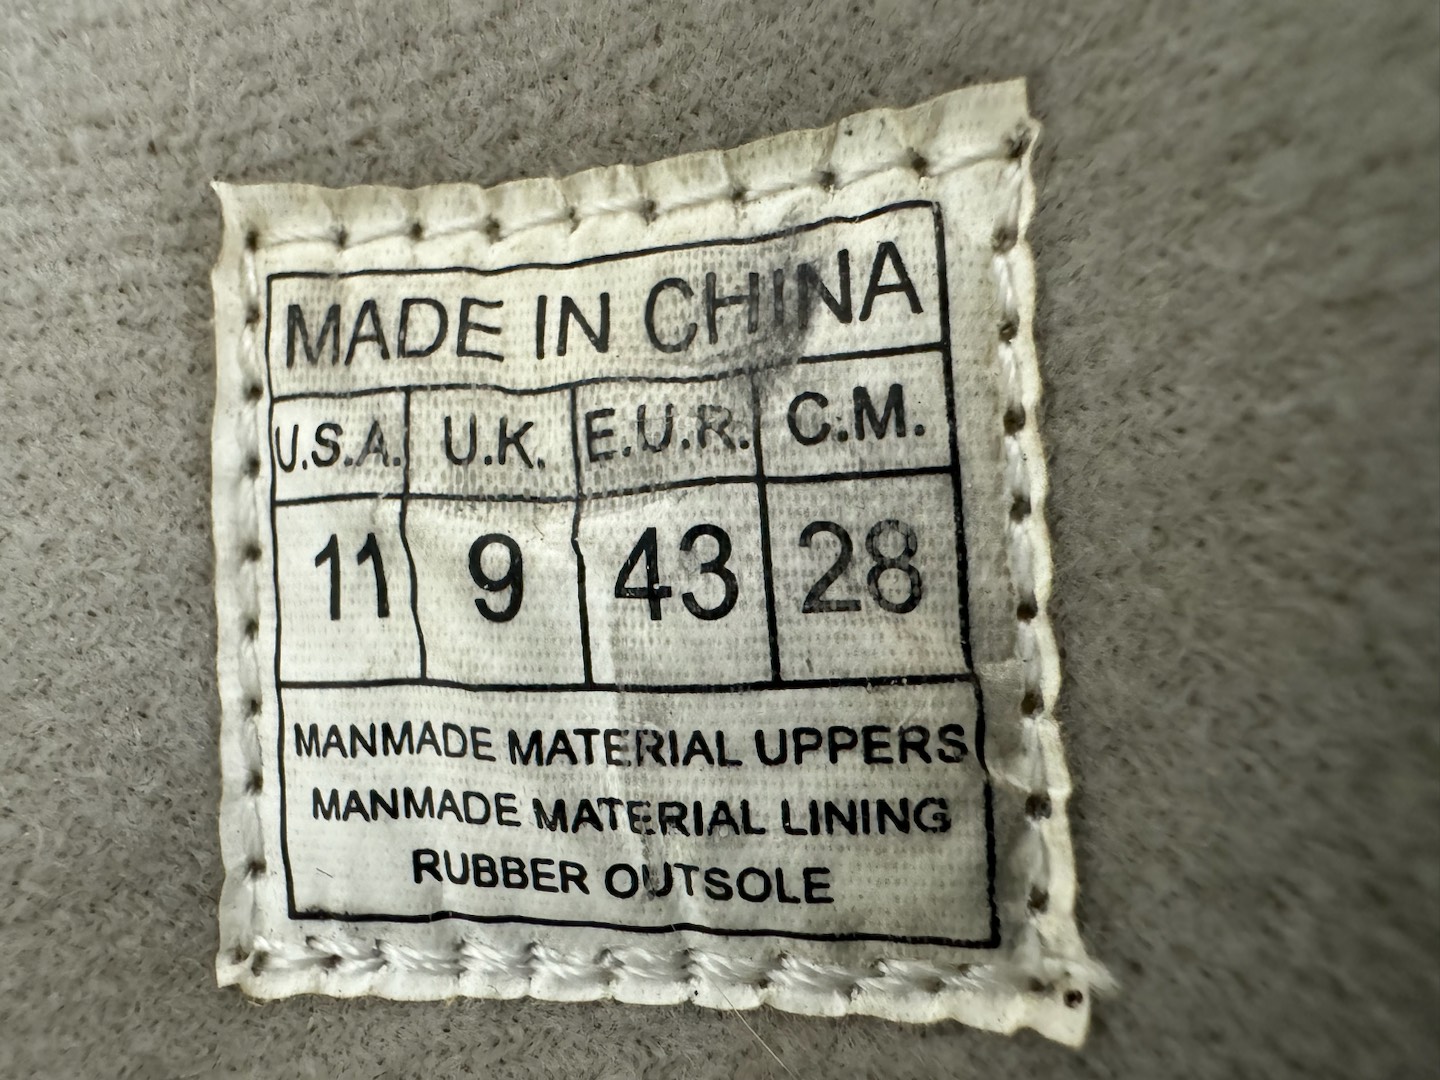 MADE IN CHINA
U.S.A. U.K. E.U.R. C.M.
11 9 43 28
MANMADE MATERIAL UPPERS
MANMADE MATERIAL LINING
RUBBER OUTSOLE